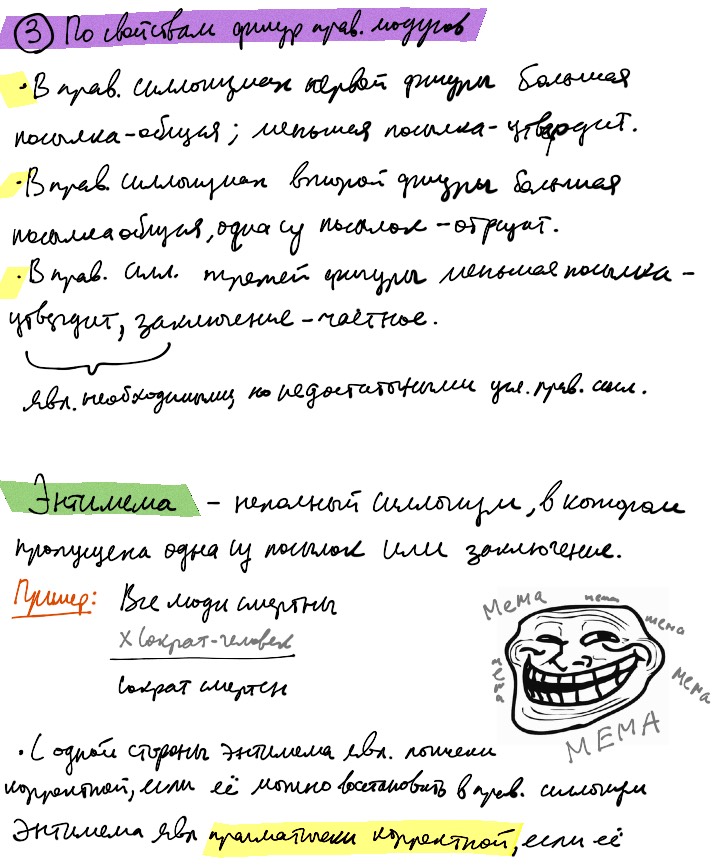 ③ По свойствам фигур прав. модусов
· В прав. силлогизмах первой фигуры большая
посылка - общая; меньшая посылка - утвердит.
· В прав. силлогизмах второй фигуры большая
посылка общая, одна из посылок - отрицат.
· В прав. силл. третьей фигуры меньшая посылка -
утвердит, заключение - частное.
явл. необходимыми, но недостаточными усл. прав. силл.
Энтимема - неполный силлогизм, в котором
пропущена одна из посылок или заключение.
Пример: Все люди смертны
X Сократ - человек
Сократ смертен
мема
мема
мема
мема
мема
МЕМА
· С одной стороны энтимема явл. логически
корректной, если её можно восстановить в прав. силлогизм
Энтимема явл прагматически корректной, если её